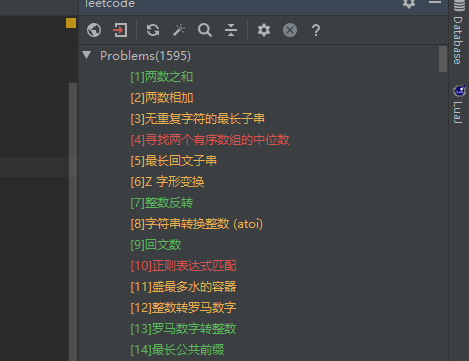 leetcode
Problems(1595)
[1]两数之和
[2]两数相加
[3]无重复字符的最长子串
[4]寻找两个有序数组的中位数
[5]最长回文子串
[6]Z 字形变换
[7]整数反转
[8]字符串转换整数 (atoi)
[9]回文数
[10]正则表达式匹配
[11]盛最多水的容器
[12]整数转罗马数字
[13]罗马数字转整数
[14]最长公共前缀
Database
LuaJ